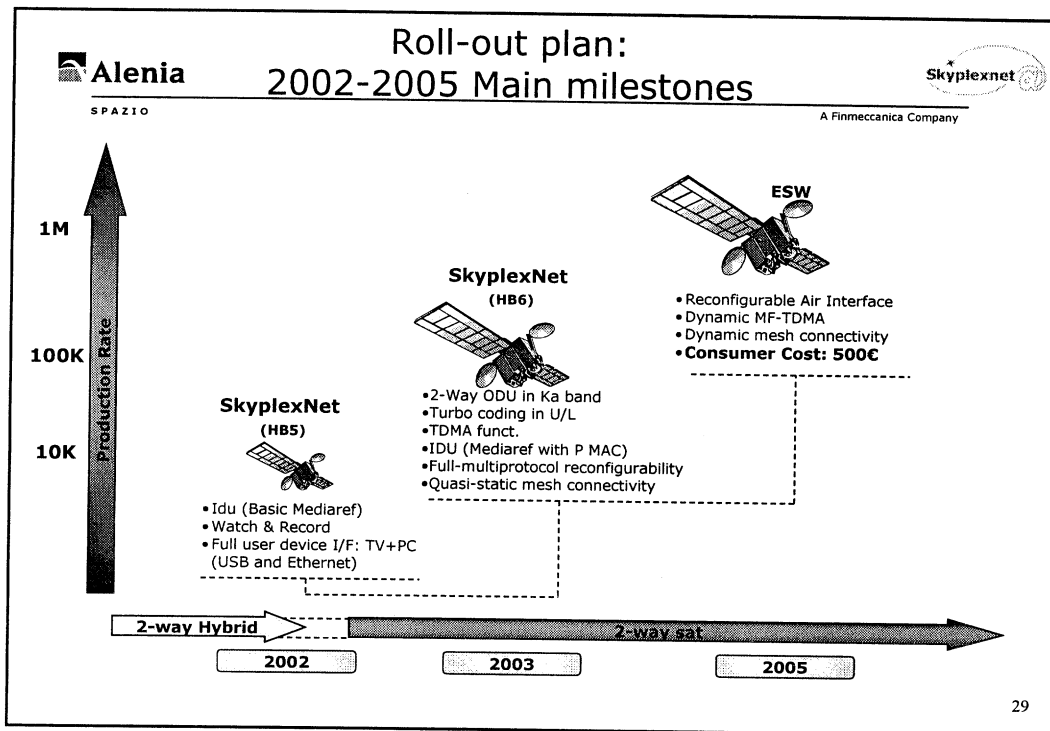 Roll-out plan:
2002-2005 Main milestones
Alenia
SPAZIO
Skyplexnet
A Finmeccanica Company
Production Rate
1M
100K
10K
SkyplexNet
(HB5)
• Idu (Basic Mediaref)
• Watch & Record
• Full user device I/F: TV+PC
(USB and Ethernet)
SkyplexNet
(HB6)
•2-Way ODU in Ka band
•Turbo coding in U/L
•TDMA funct.
•IDU (Mediaref with P MAC)
•Full-multiprotocol reconfigurability
•Quasi-static mesh connectivity
ESW
•Reconfigurable Air Interface
•Dynamic MF-TDMA
•Dynamic mesh connectivity
•Consumer Cost: 500€
2-way Hybrid
2-way sat
2002
2003
2005
29